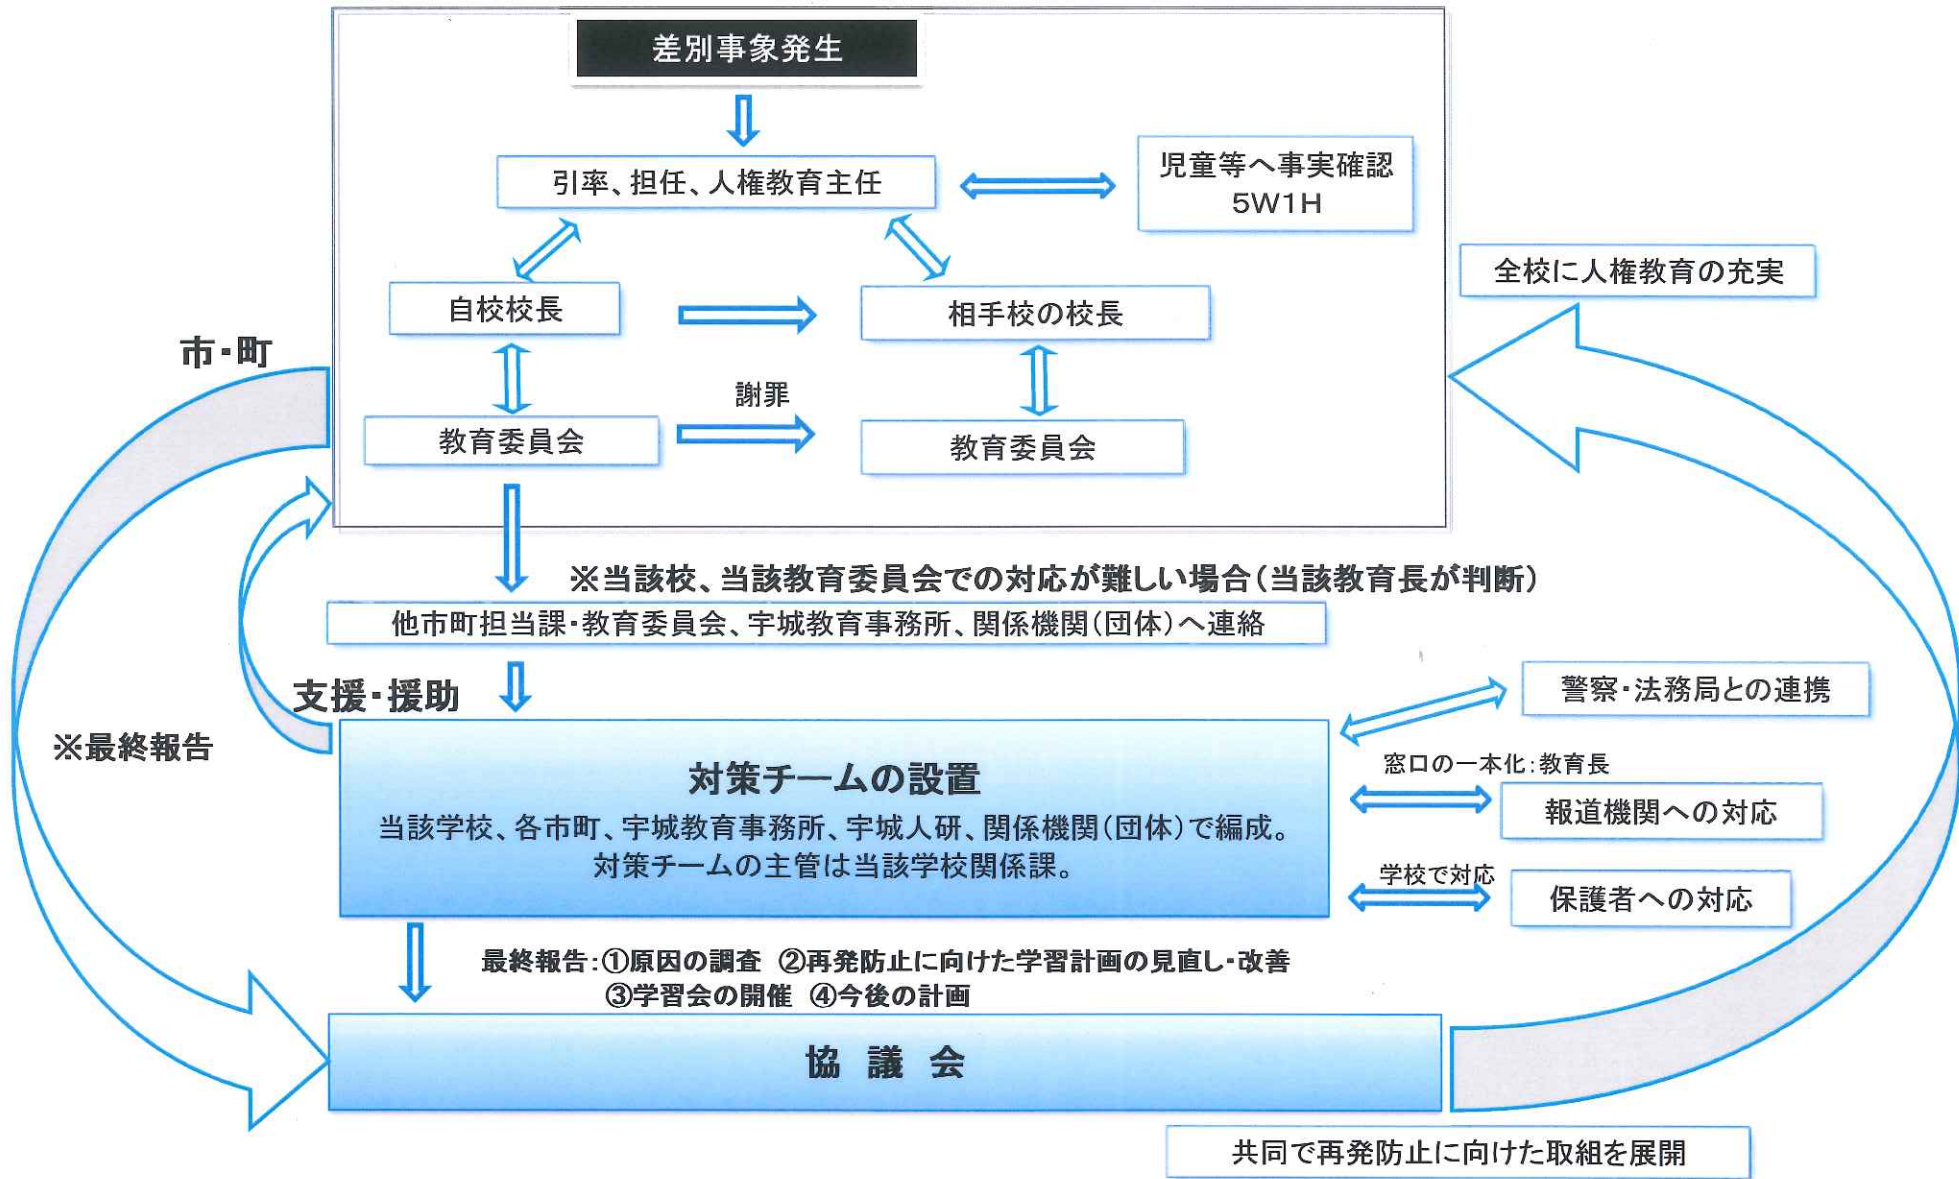 差別事象発生
引率、担任、人権教育主任
児童等へ事実確認
5W1H
全校に人権教育の充実
自校校長
相手校の校長
市・町
謝罪
教育委員会
教育委員会
※当該校、当該教育委員会での対応が難しい場合(当該教育長が判断)
他市町担当課・教育委員会、宇城教育事務所、関係機関(団体)へ連絡
支援・援助
警察・法務局との連携
※最終報告
対策チームの設置
当該学校、各市町、宇城教育事務所、宇城人研、関係機関(団体)で編成。
対策チームの主管は当該学校関係課。
窓口の一本化:教育長
報道機関への対応
学校で対応
保護者への対応
最終報告:①原因の調査 ②再発防止に向けた学習計画の見直し・改善
③学習会の開催 ④今後の計画
協 議 会
共同で再発防止に向けた取組を展開